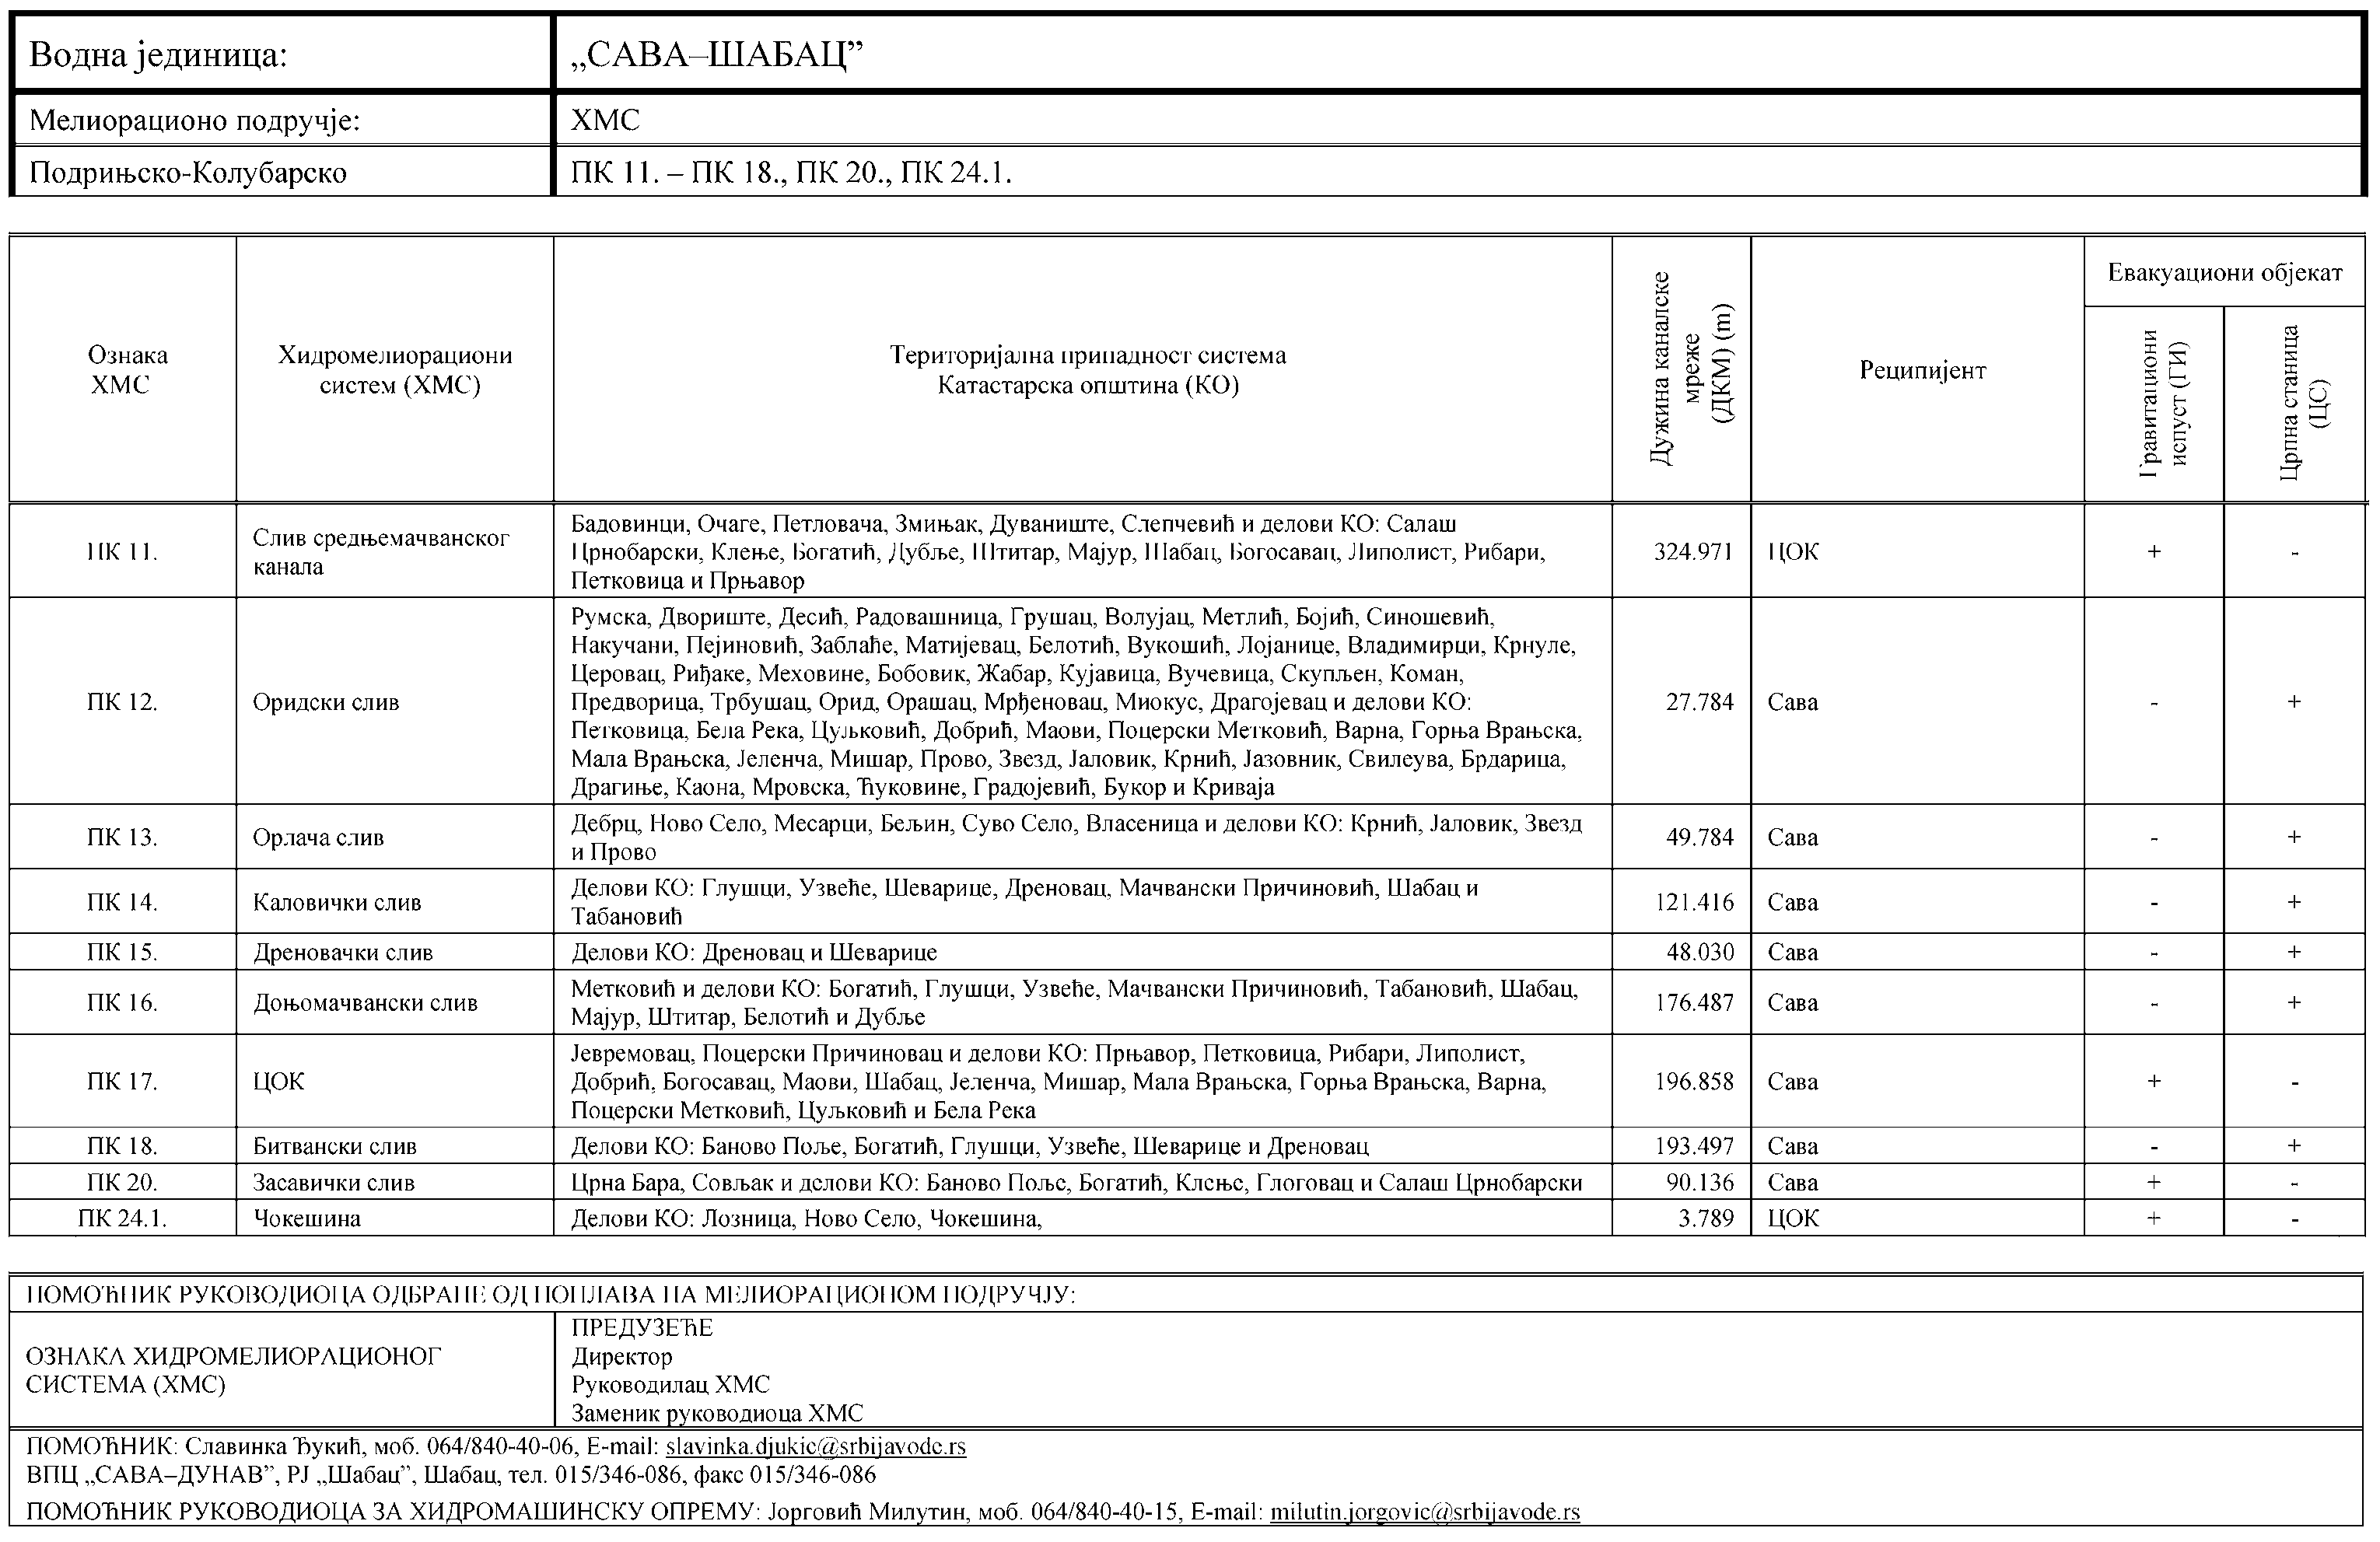 Водна јединица: „САВА–ШАБАЦ”
Мелиорационо подручје: ХМС
Подрињско-Колубарско ПК 11. – ПК 18., ПК 20., ПК 24.1.
Ознака
ХМС
Хидромелиорациони
систем (ХМС)
Територијална припадност система
Катастарска општина (КО)
Дужина каналске
мреже
(ДКМ) (m)
Реципијент
Евакуациони објекат
Гравитациони
испуст (ГИ)
Црпна станица
(ЦС)
ПК 11.
Слив средњемачванског
канала
Бадовинци, Очаге, Петловача, Змињак, Дуваниште, Слепчевић и делови КО: Салаш
Црнобарски, Клење, Богатић, Дубље, Штитар, Мајур, Шабац, Богосавац, Липолист, Рибари,
Петковица и Прњавор
324.971 ЦОК + -
ПК 12.
Оридски слив
Румска, Двориште, Десић, Радовашница, Грушац, Волујац, Метлић, Бојић, Синошевић,
Накучани, Пејиновић, Заблаће, Матијевац, Белотић, Вукошић, Лојанице, Владимирци, Крнуле,
Церовац, Риђаке, Меховине, Бобовик, Жабар, Кујавица, Вучевица, Скупљен, Коман,
Предворица, Трбушац, Орид, Орашац, Мрђеновац, Миокус, Драгојевац и делови КО:
Петковица, Бела Река, Цуљковић, Добрић, Маови, Поцерски Метковић, Варна, Горња Врањска,
Мала Врањска, Јеленча, Мишар, Прово, Звезд, Јаловик, Крнић, Јазовник, Свилеува, Брдарица,
Драгиње, Каона, Мровска, Ћуковине, Градојевић, Букор и Криваја
27.784 Сава - +
ПК 13.
Орлача слив
Дебрц, Ново Село, Месарци, Бељин, Суво Село, Власеница и делови КО: Крнић, Јаловик, Звезд
и Прово
49.784 Сава - +
ПК 14.
Каловички слив
Делови КО: Глушци, Узвеће, Шеварице, Дреновац, Мачвански Причиновић, Шабац и
Табановић
121.416 Сава - +
ПК 15. Дреновачки слив Делови КО: Дреновац и Шеварице 48.030 Сава - +
ПК 16.
Доњомачвански слив
Метковић и делови КО: Богатић, Глушци, Узвеће, Мачвански Причиновић, Табановић, Шабац,
Мајур, Штитар, Белотић и Дубље
176.487 Сава - +
ПК 17.
ЦОК
Јевремовац, Поцерски Причиновац и делови КО: Прњавор, Петковица, Рибари, Липолист,
Добрић, Богосавац, Маови, Шабац, Јеленча, Мишар, Мала Врањска, Горња Врањска, Варна,
Поцерски Метковић, Цуљковић и Бела Река
196.858 Сава + -
ПК 18. Битвански слив Делови КО: Баново Поље, Богатић, Глушци, Узвеће, Шеварице и Дреновац 193.497 Сава - +
ПК 20. Засавички слив Црна Бара, Совљак и делови КО: Баново Поље, Богатић, Клење, Глоговац и Салаш Црнобарски 90.136 Сава + -
ПК 24.1. Чокешина Делови КО: Лозница, Ново Село, Чокешина, 3.789 ЦОК + -
ПОМОЋНИК РУКОВОДИОЦА ОДБРАНЕ ОД ПОПЛАВА НА МЕЛИОРАЦИОНОМ ПОДРУЧЈУ:
ОЗНАКА ХИДРОМЕЛИОРАЦИОНОГ
СИСТЕМА (ХМС)
ПРЕДУЗЕЋЕ
Директор
Руководилац ХМС
Заменик руководиоца ХМС
ПОМОЋНИК: Славинка Ђукић, моб. 064/840-40-06, E-mail: slavinka.djukic@srbijavode.rs
ВПЦ „САВА–ДУНАВ”, РЈ „Шабац”, Шабац, тел. 015/346-086, факс 015/346-086
ПОМОЋНИК РУКОВОДИОЦА ЗА ХИДРОМАШИНСКУ ОПРЕМУ: Јорговић Милутин, моб. 064/840-40-15, E-mail: milutin.jorgovic@srbijavode.rs